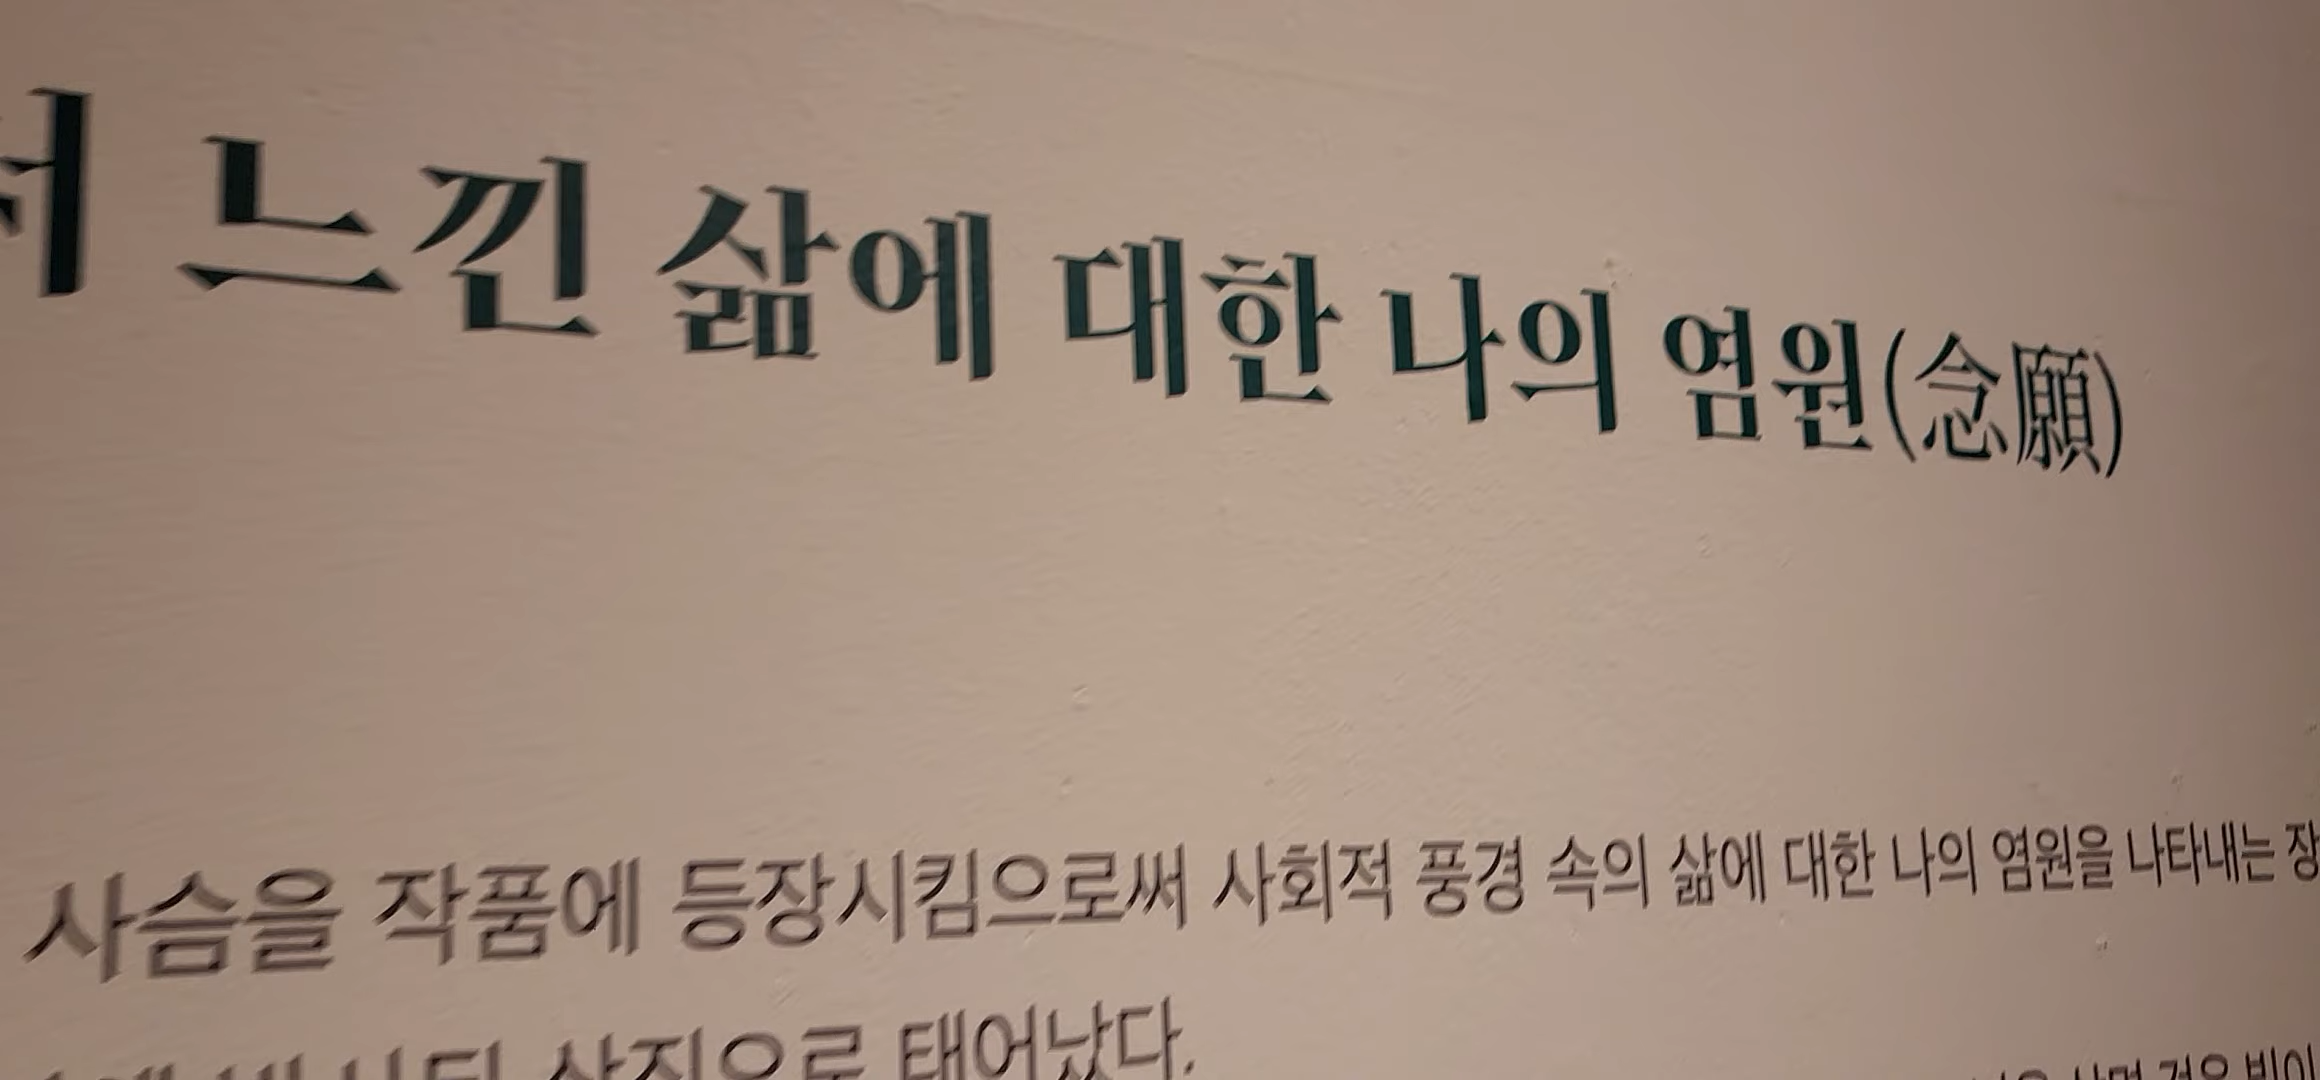 느낀 삶에 대한 나의 염원(念願)
사슴을 작품에 등장시킴으로써 사회적 풍경 속의 삶에 대한 나의 염원을 나타내는 장
태어났다.